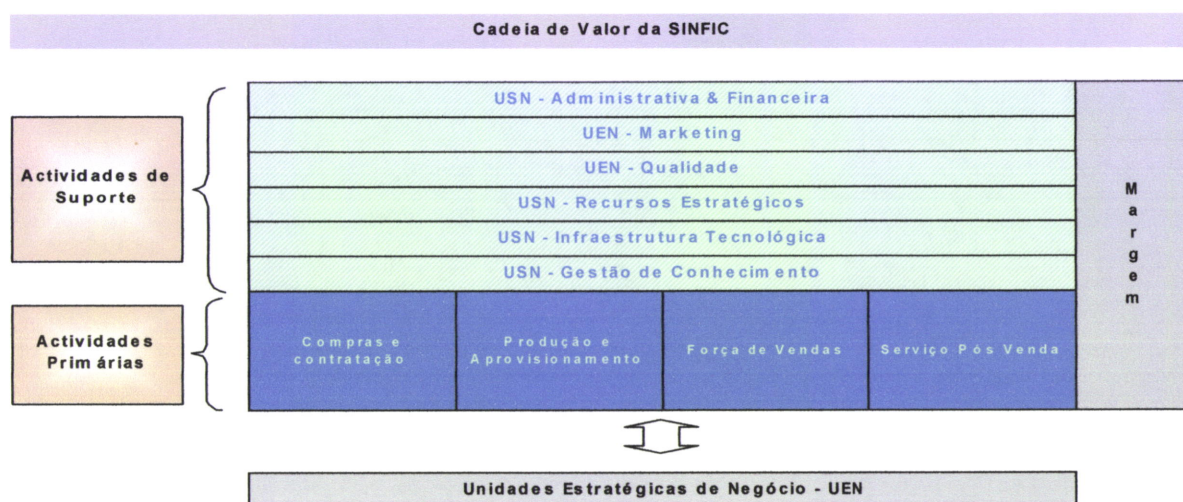 Cadeia de Valor da SINFIC
Actividades de
Suporte
USN - Administrativa & Financeira
UEN - Marketing
UEN - Qualidade
USN - Recursos Estratégicos
USN - Infraestrutura Tecnológica
USN - Gestão de Conhecimento
Margem
Actividades
Primárias
Compras e
contratação
Produção e
Aprovisionamento
Força de Vendas
Serviço Pós Venda
Unidades Estratégicas de Negócio - UEN